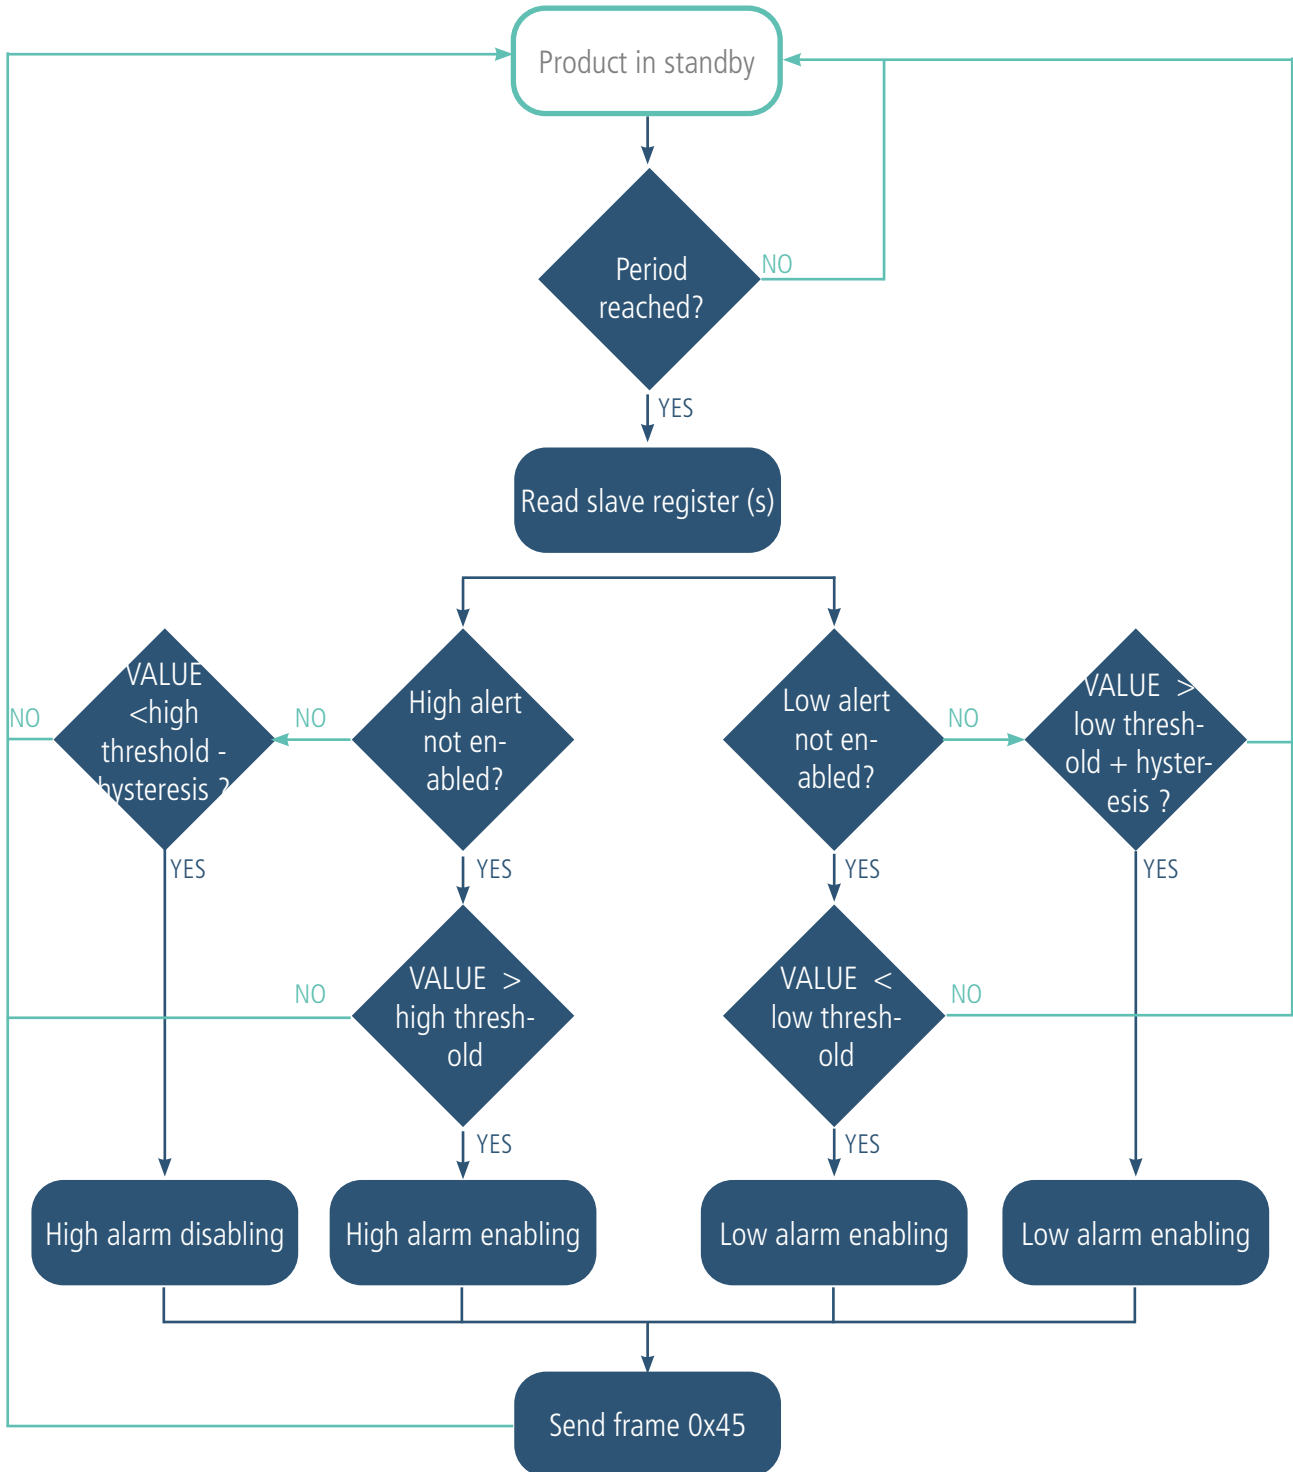 Product in standby
Period
reached?
NO
YES
Read slave register (s)
VALUE
<high
threshold -
hysteresis ?
NO
NO
High alert
not en-
abled?
Low alert
not en-
abled?
NO
VALUE >
low thresh-
old + hyster-
esis ?
YES
YES
YES
YES
NO
VALUE >
high thresh-
old
VALUE <
low thresh-
old
NO
YES
YES
High alarm disabling
High alarm enabling
Low alarm enabling
Low alarm enabling
Send frame 0x45